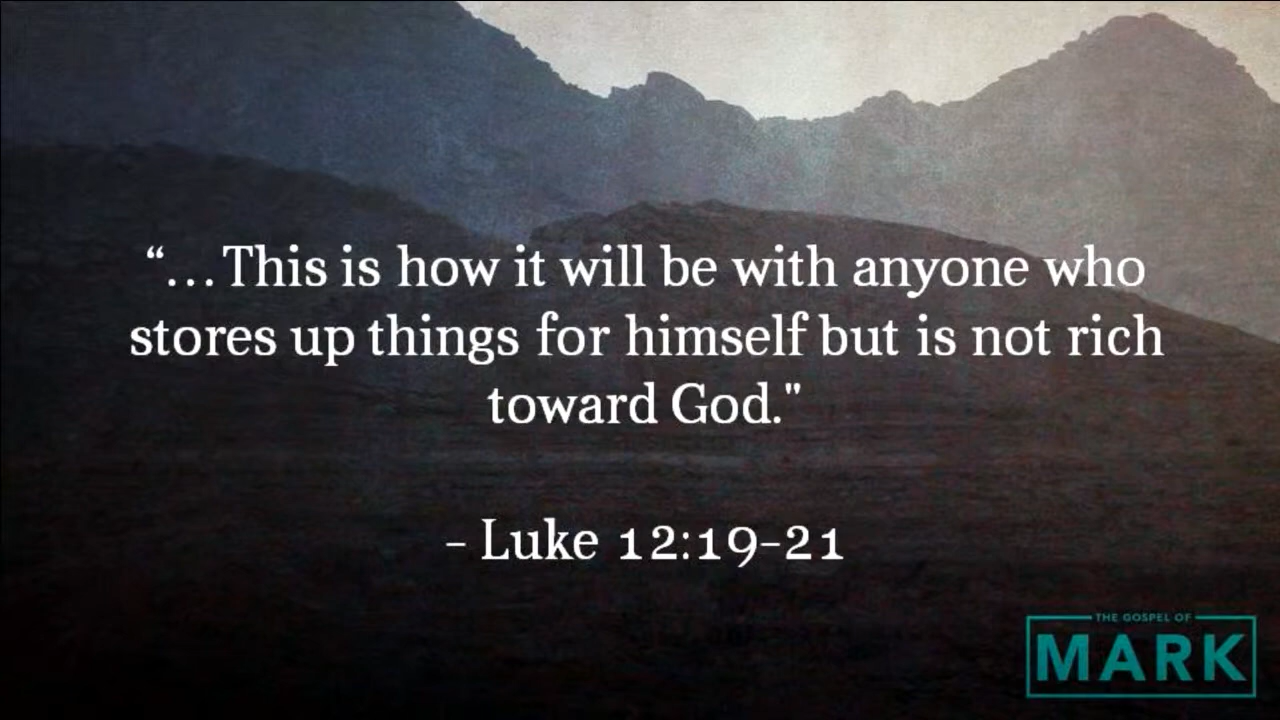 “…This is how it will be with anyone who
stores up things for himself but is not rich
toward God."
- Luke 12:19-21
THE GOSPEL OF
MARK